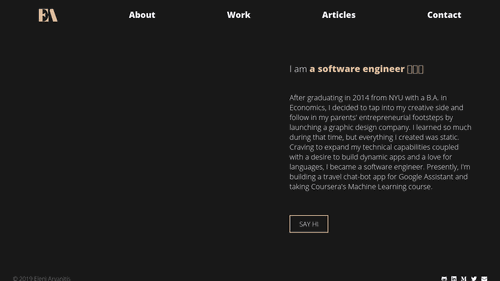 EA
About
Work
Articles
Contact
I am a software engineer
After graduating in 2014 from NYU with a B.A. in
Economics, I decided to tap into my creative side and
follow in my parents' entrepreneurial footsteps by
launching a graphic design company. I learned so much
during that time, but everything I created was static.
Craving to expand my technical capabilities coupled
with a desire to build dynamic apps and a love for
languages, I became a software engineer. Presently, I'm
building a travel chat-bot app for Google Assistant and
taking Coursera's Machine Learning course.
SAY HI
© 2019 Eleni